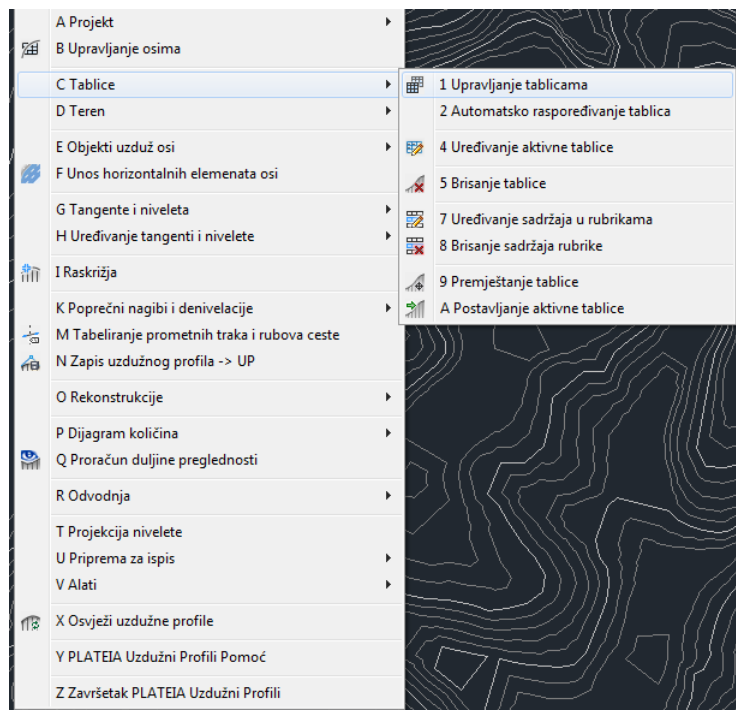 A Projekt
B Upravljanje osima
C Tablice
D Teren
E Objekti uzduž osi
F Unos horizontalnih elemenata osi
G Tangente i niveleta
H Uređivanje tangenti i nivelete
I Raskrižja
K Poprečni nagibi i denivelacije
M Tabeliranje prometnih traka i rubova ceste
N Zapis uzdužnog profila -> UP
O Rekonstrukcije
P Dijagram količina
Q Proračun duljine preglednosti
R Odvodnja
T Projekcija nivelete
U Priprema za ispis
V Alati
X Osvježi uzdužne profile
Y PLATEIA Uzdužni Profili Pomoć
Z Završetak PLATEIA Uzdužni Profili
1 Upravljanje tablicama
2 Automatsko raspoređivanje tablica
4 Uređivanje aktivne tablice
5 Brisanje tablice
7 Uređivanje sadržaja u rubrikama
8 Brisanje sadržaja rubrike
9 Premještanje tablice
A Postavljanje aktivne tablice